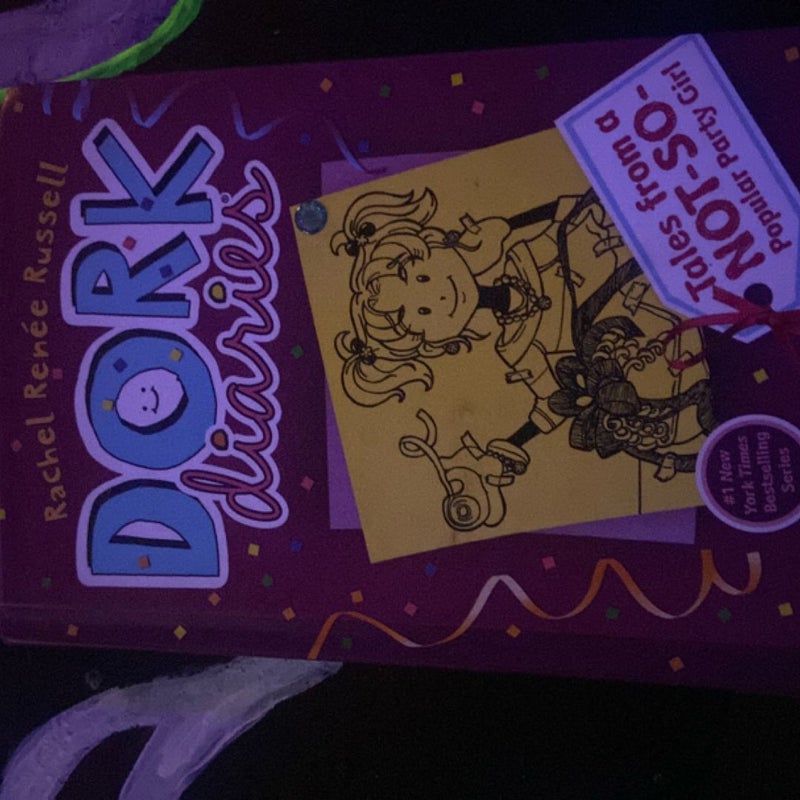 Rachel Renée Russell
DORK
diaries
Tales from a
NOT-SO-
Popular Party Girl
#1 New
York Times
Bestselling
Series